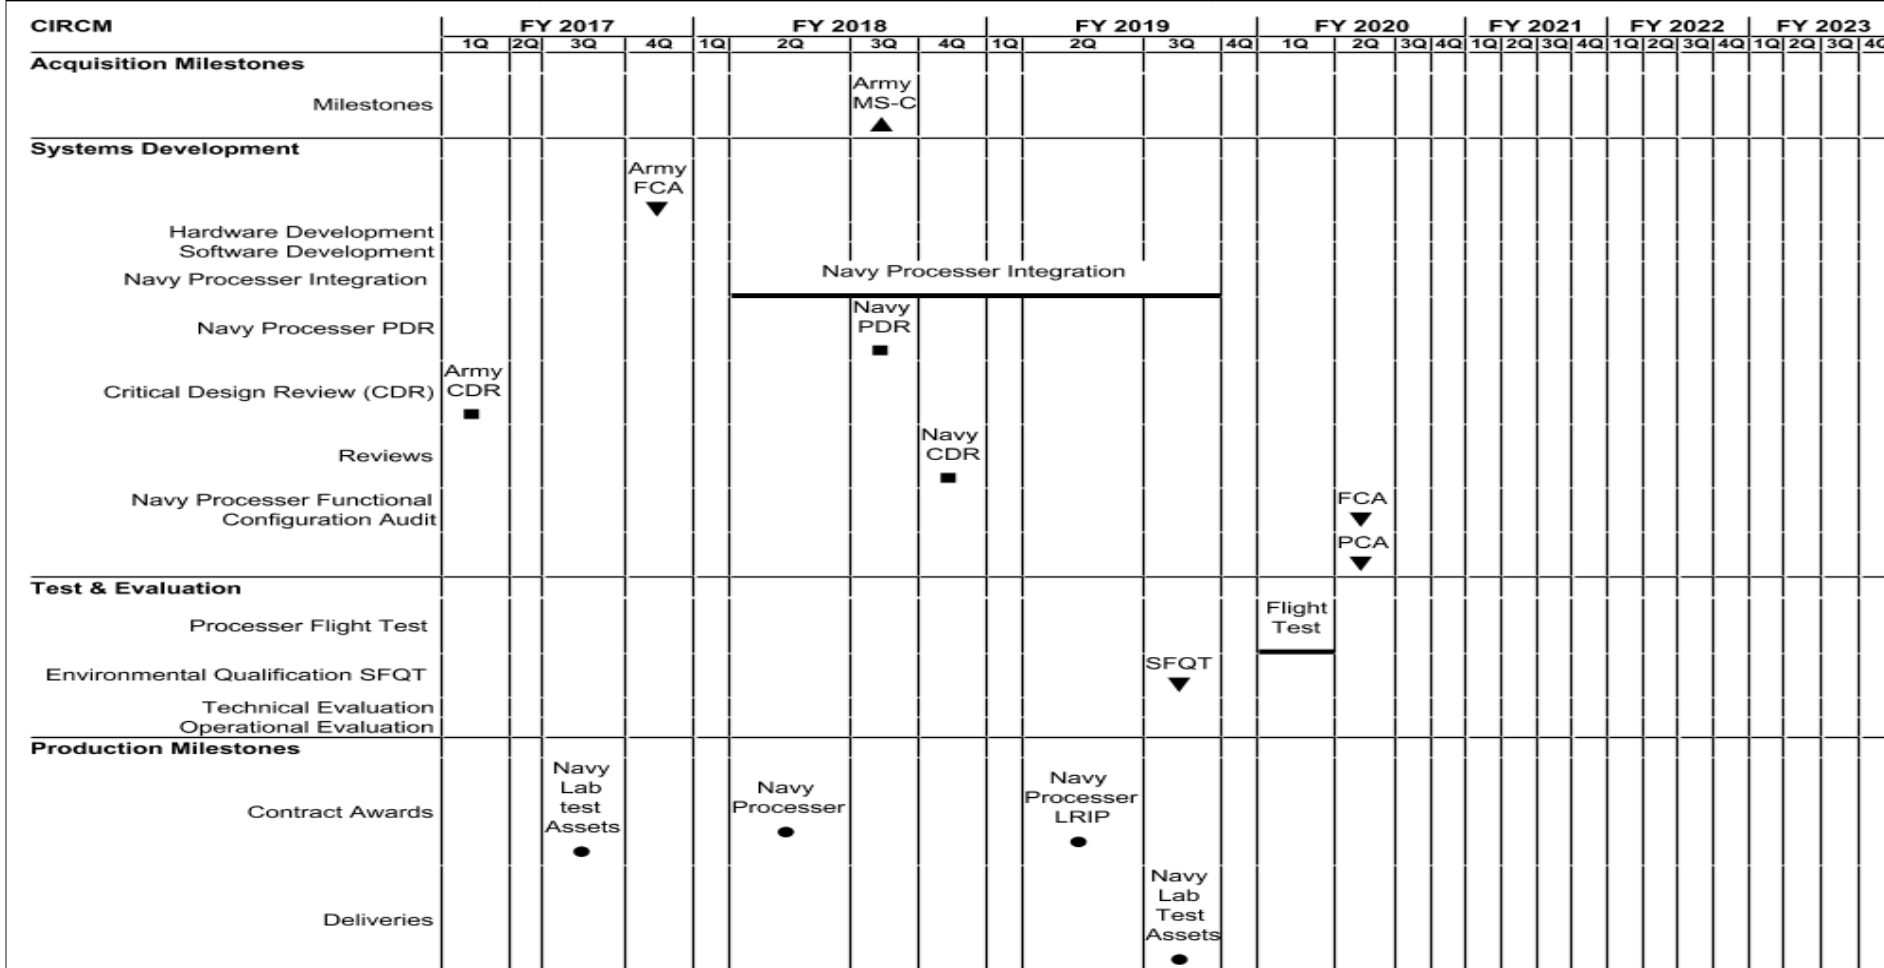 CIRCM FY 2017 FY 2018 FY 2019 FY 2020 FY 2021 FY 2022 FY 2023
1Q 2Q 3Q 4Q 1Q 2Q 3Q 4Q 1Q 2Q 3Q 4Q 1Q 2Q 3Q 4Q 1Q 2Q 3Q 4Q 1Q 2Q 3Q 4Q 1Q 2Q 3Q 4Q
Acquisition Milestones
Milestones
Army
MS-C
Systems Development
Army
FCA
Hardware Development
Software Development
Navy Processer Integration
Navy Processer Integration
Navy Processer PDR
Navy
PDR
Critical Design Review (CDR)
Army
CDR
Reviews
Navy
CDR
Navy Processer Functional
Configuration Audit
FCA
PCA
Test & Evaluation
Processer Flight Test
Flight
Test
Environmental Qualification SFQT
SFQT
Technical Evaluation
Operational Evaluation
Production Milestones
Contract Awards
Navy
Lab
test
Assets
Navy
Processer
Navy
Processer
LRIP
Deliveries
Navy
Lab
Test
Assets